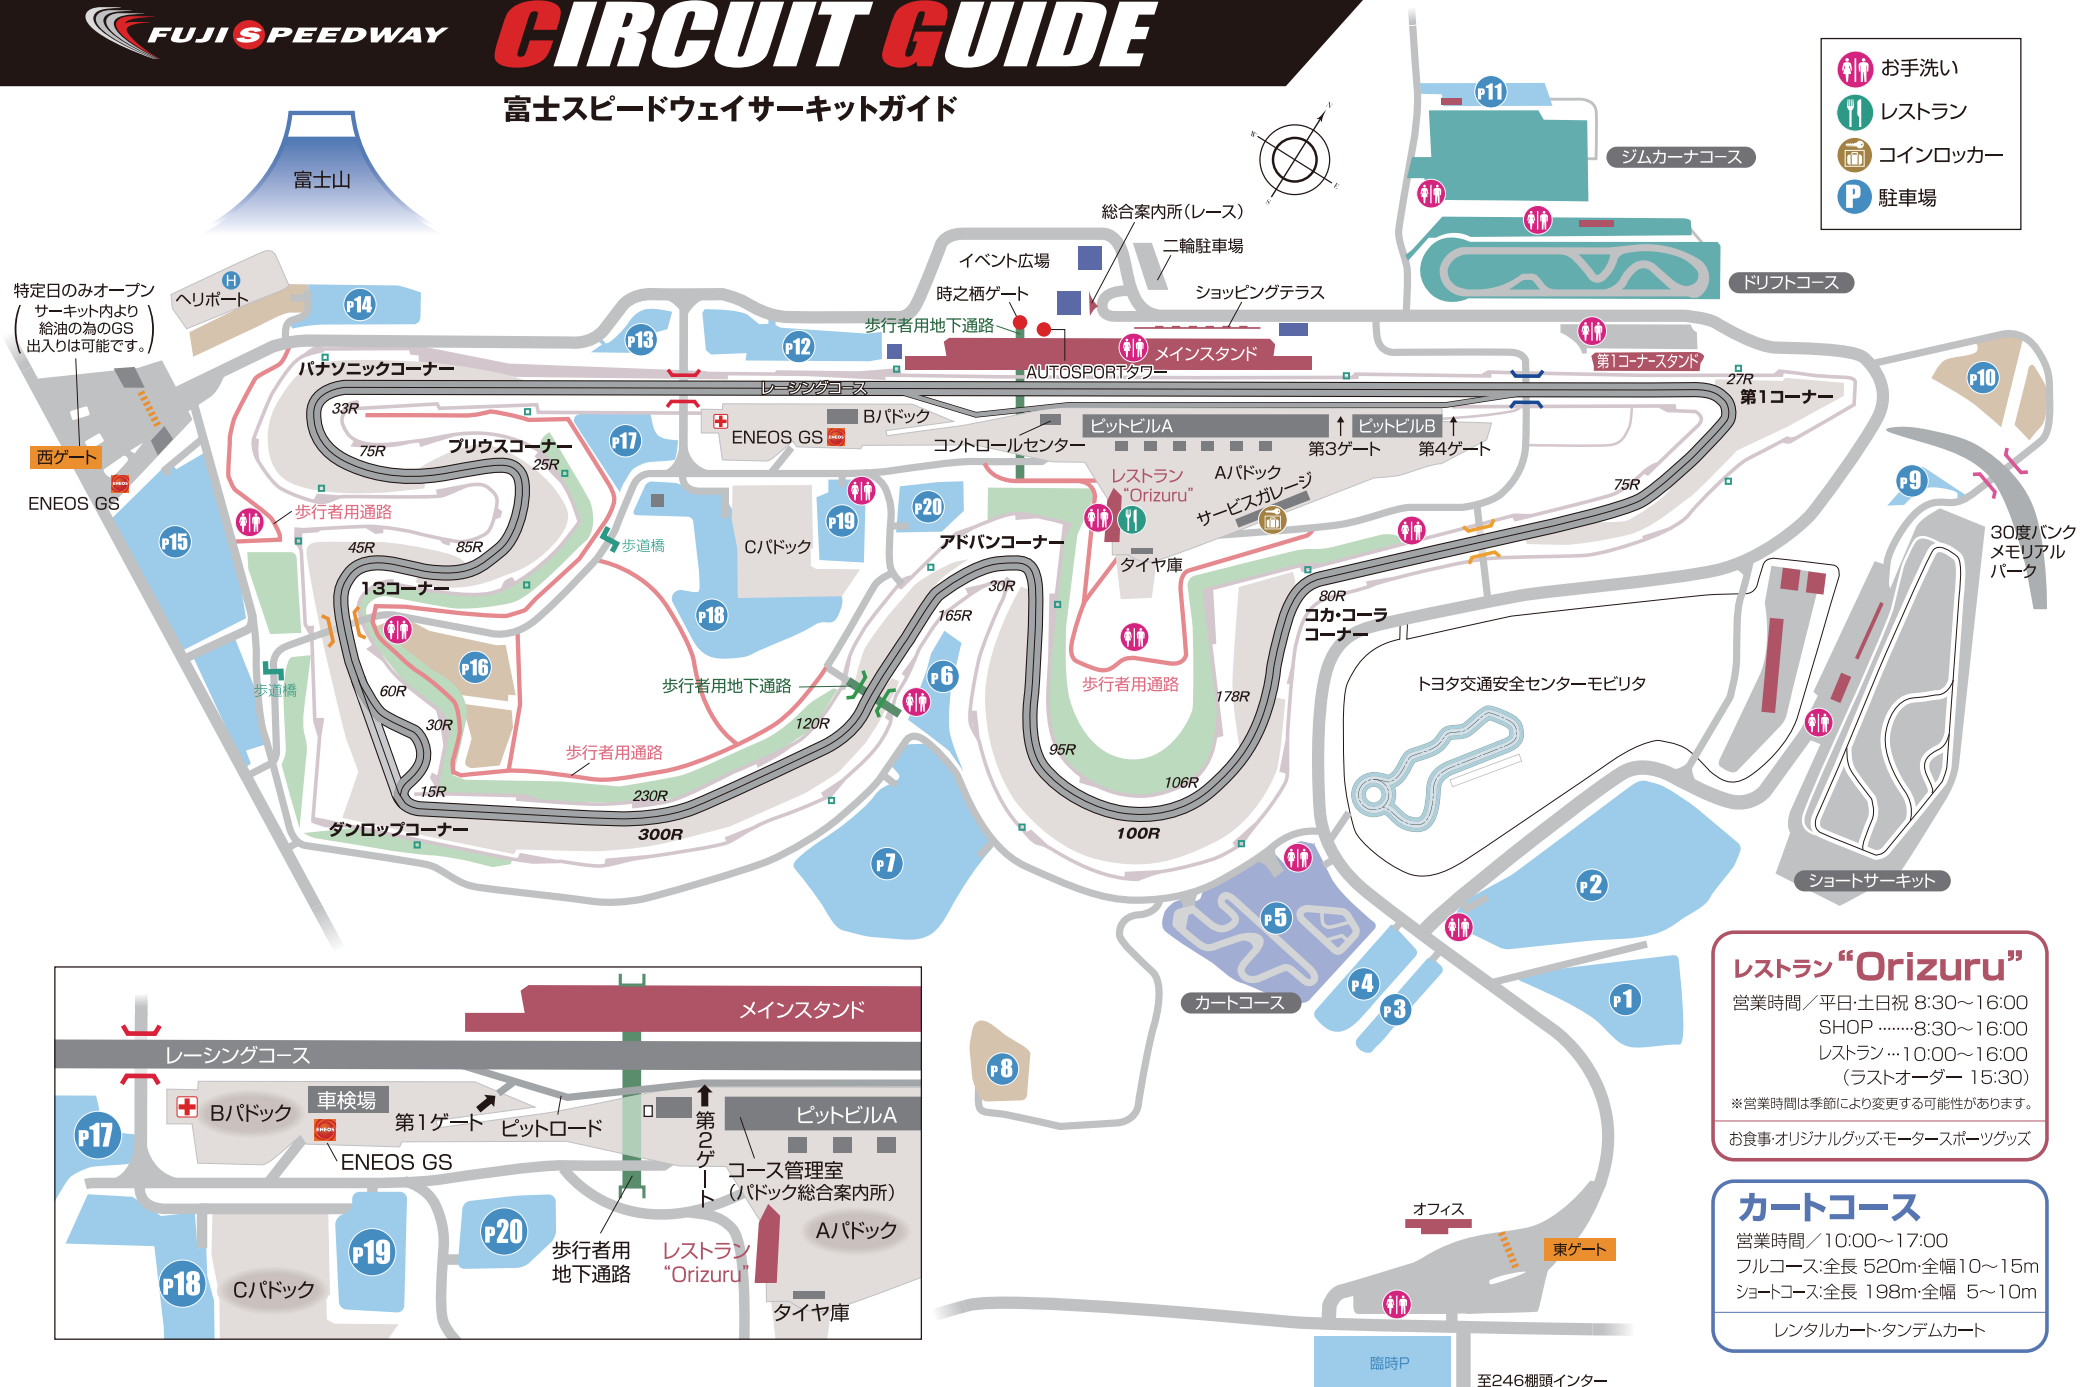 FUJI SPEEDWAY
CIRCUIT GUIDE
富士スピードウェイサーキットガイド
お手洗い
レストラン
コインロッカー
P 駐車場
富士山
N
W
E
S
P11
ジムカーナコース
ドリフトコース
総合案内所(レース)
二輪駐車場
イベント広場
時之栖ゲート
ショッピングテラス
歩行者用地下通路
メインスタンド
AUTOSPORTタワー
第1コーナースタンド
特定日のみオープン
(サーキット内より
給油の為のGS
出入りは可能です。)
H
ヘリポート
P14
P13
P12
パナソニックコーナー
レーシングコース
27R
第1コーナー
P10
33R
75R
プリウスコーナー
25R
P17
Bパドック
ENEOS GS
ENEOS
コントロールセンター
ピットビルA
ピットビルB
第3ゲート
第4ゲート
西ゲート
ENEOS
ENEOS GS
P15
歩行者用通路
レストラン
“Orizuru”
Aパドック
サービスガレージ
75R
P9
30度バンク
メモリアル
パーク
45R
85R
歩道橋
Cパドック
P19
P20
アドバンコーナー
タイヤ庫
13コーナー
30R
165R
80R
コカ・コーラ
コーナー
P18
P16
歩道橋
60R
30R
歩行者用地下通路
P6
歩行者用通路
178R
トヨタ交通安全センターモビリタ
120R
歩行者用通路
95R
15R
230R
106R
ダンロップコーナー
300R
100R
P7
P2
ショートサーキット
P5
P4
P3
P1
カートコース
P8
メインスタンド
レーシングコース
Bパドック
車検場
ENEOS
ENEOS GS
第1ゲート
ピットロード
第2ゲート
ピットビルA
コース管理室
(パドック総合案内所)
P17
P18
P19
P20
Cパドック
歩行者用
地下通路
レストラン
“Orizuru”
Aパドック
タイヤ庫
レストラン “Orizuru”
営業時間／平日・土日祝 8:30〜16:00
SHOP ········8:30〜16:00
レストラン···10:00〜16:00
(ラストオーダー 15:30)
※営業時間は季節により変更する可能性があります。
お食事・オリジナルグッズ・モータースポーツグッズ
カートコース
営業時間／10:00〜17:00
フルコース:全長 520m・全幅10〜15m
ショートコース:全長 198m・全幅 5〜10m
レンタルカート・タンデムカート
オフィス
東ゲート
臨時P
至246棚頭インター